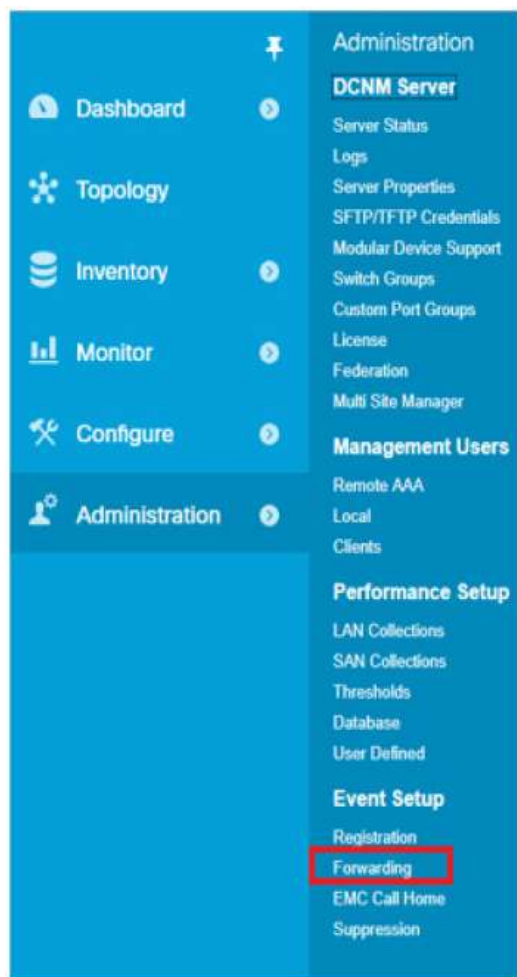 Dashboard
Topology
Inventory
Monitor
Configure
Administration
Administration
DCNM Server
Server Status
Logs
Server Properties
SFTP/TFTP Credentials
Modular Device Support
Switch Groups
Custom Port Groups
License
Federation
Multi Site Manager
Management Users
Remote AAA
Local
Clients
Performance Setup
LAN Collections
SAN Collections
Thresholds
Database
User Defined
Event Setup
Registration
Forwarding
EMC Call Home
Suppression